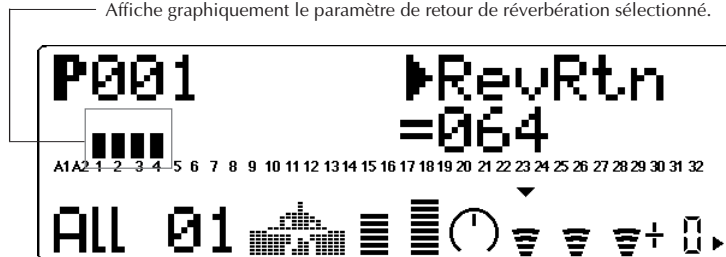 Affiche graphiquement le paramètre de retour de réverbération sélectionné.
P001 RevRtn
=064
A1 A2 1 2 3 4 5 6 7 8 9 10 11 12 13 14 15 16 17 18 19 20 21 22 23 24 25 26 27 28 29 30 31 32
All 01 + 0